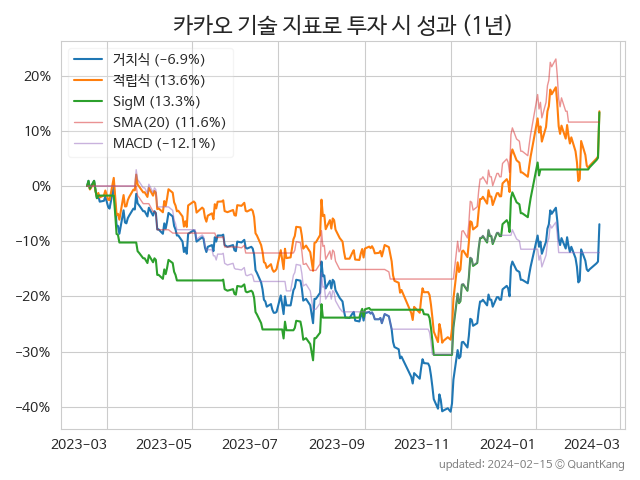 카카오 기술 지표로 투자 시 성과 (1년)
거치식 (−6.9%)
적립식 (13.6%)
SigM (13.3%)
SMA(20) (11.6%)
MACD (−12.1%)
20%
10%
0%
−10%
−20%
−30%
−40%
2023-03 2023-05 2023-07 2023-09 2023-11 2024-01 2024-03
updated: 2024-02-15 © QuantKang